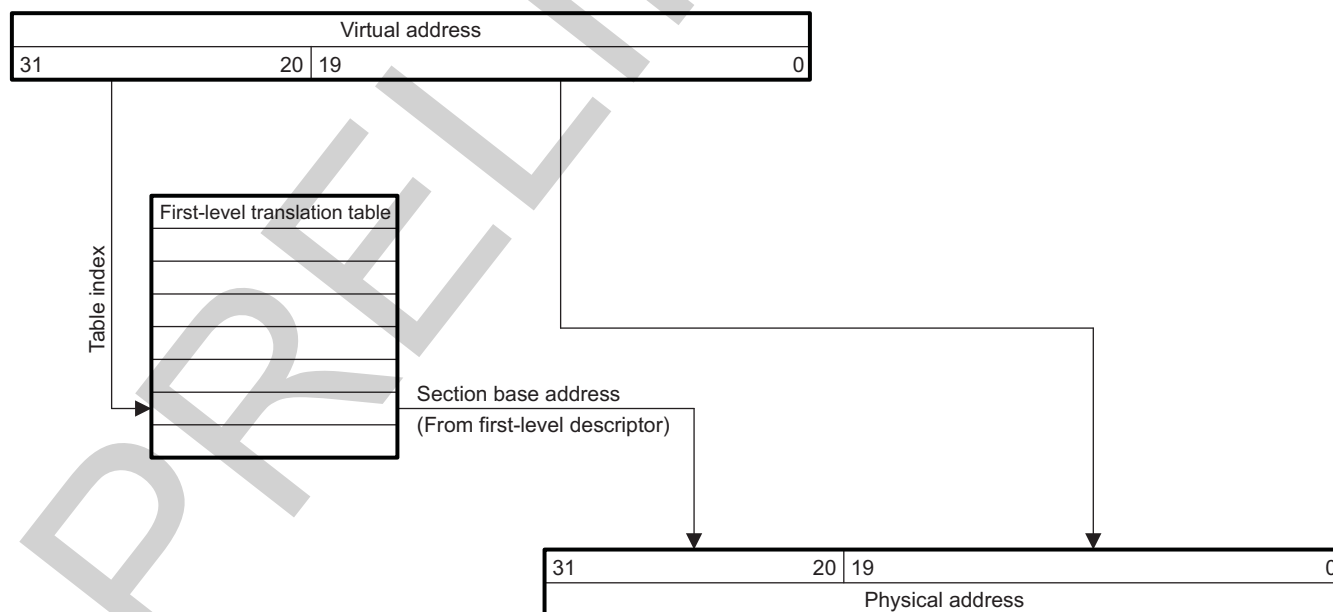 Virtual address
31 20 19 0
First-level translation table
Table index
Section base address
(From first-level descriptor)
31 20 19 0
Physical address